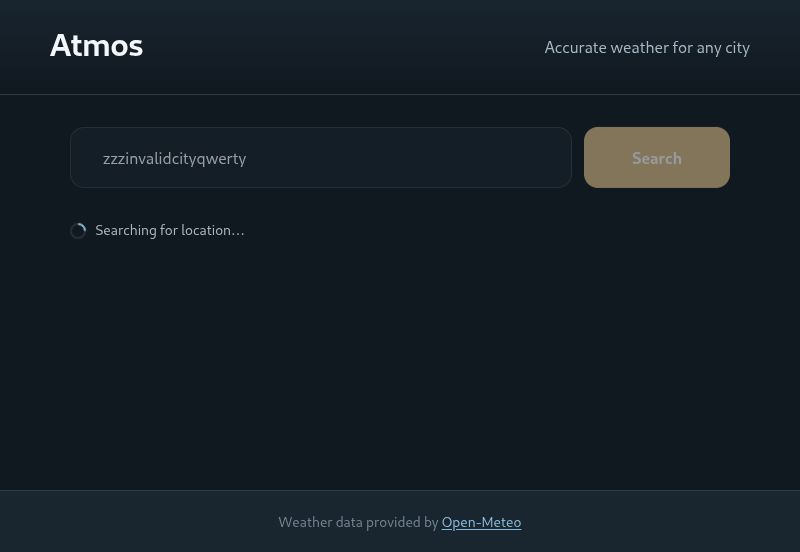 Atmos
Accurate weather for any city
zzzinvalidcityqwerty
Search
Searching for location…
Weather data provided by Open-Meteo